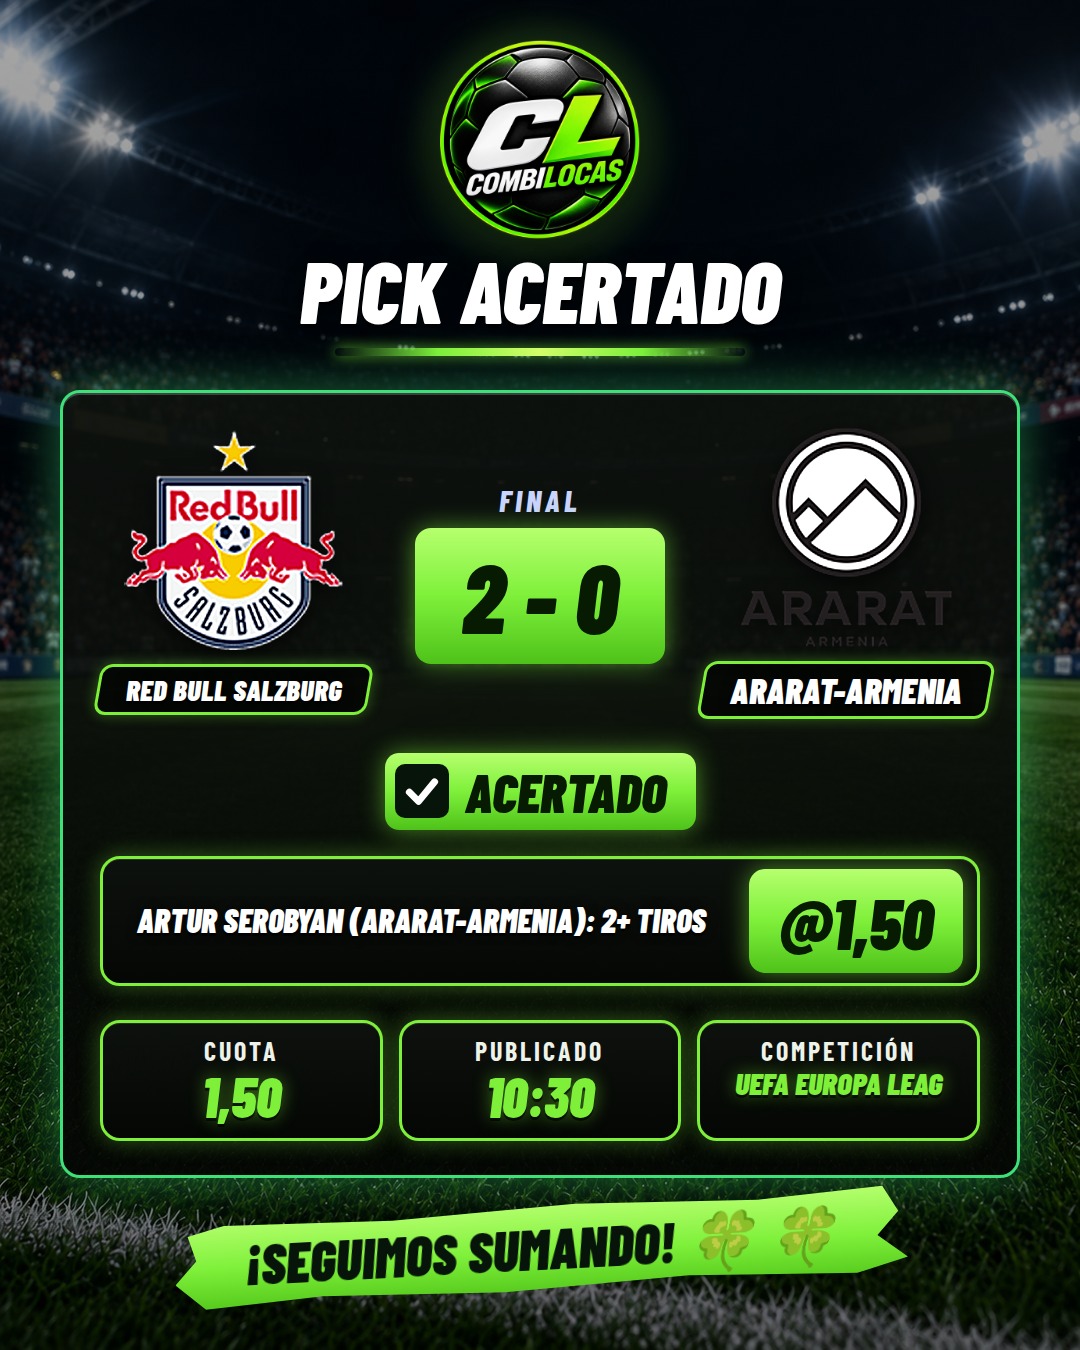 CL
COMBILOCAS
PICK ACERTADO
FINAL
2 - 0
Red Bull
SALZBURG
ARARAT
ARMENIA
RED BULL SALZBURG
ARARAT-ARMENIA
ACERTADO
ARTUR SEROBYAN (ARARAT-ARMENIA): 2+ TIROS
@1,50
CUOTA
1,50
PUBLICADO
10:30
COMPETICIÓN
UEFA EUROPA LEAG
¡SEGUIMOS SUMANDO!